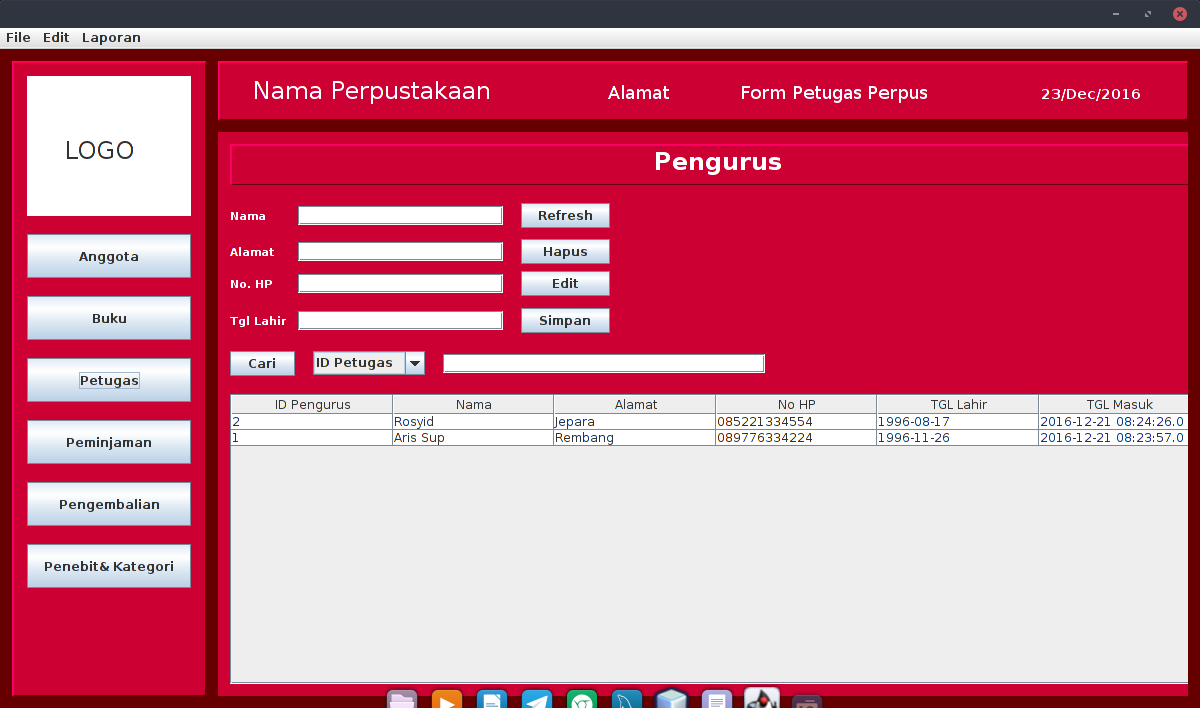 File Edit Laporan
LOGO
Nama Perpustakaan Alamat Form Petugas Perpus 23/Dec/2016
Anggota
Buku
Petugas
Peminjaman
Pengembalian
Penebit& Kategori
Pengurus
Nama Refresh
Alamat Hapus
No. HP Edit
Tgl Lahir Simpan
Cari ID Petugas
ID Pengurus Nama Alamat No HP TGL Lahir TGL Masuk
2 Rosyid Jepara 085221334554 1996-08-17 2016-12-21 08:24:26.0
1 Aris Sup Rembang 089776334224 1996-11-26 2016-12-21 08:23:57.0